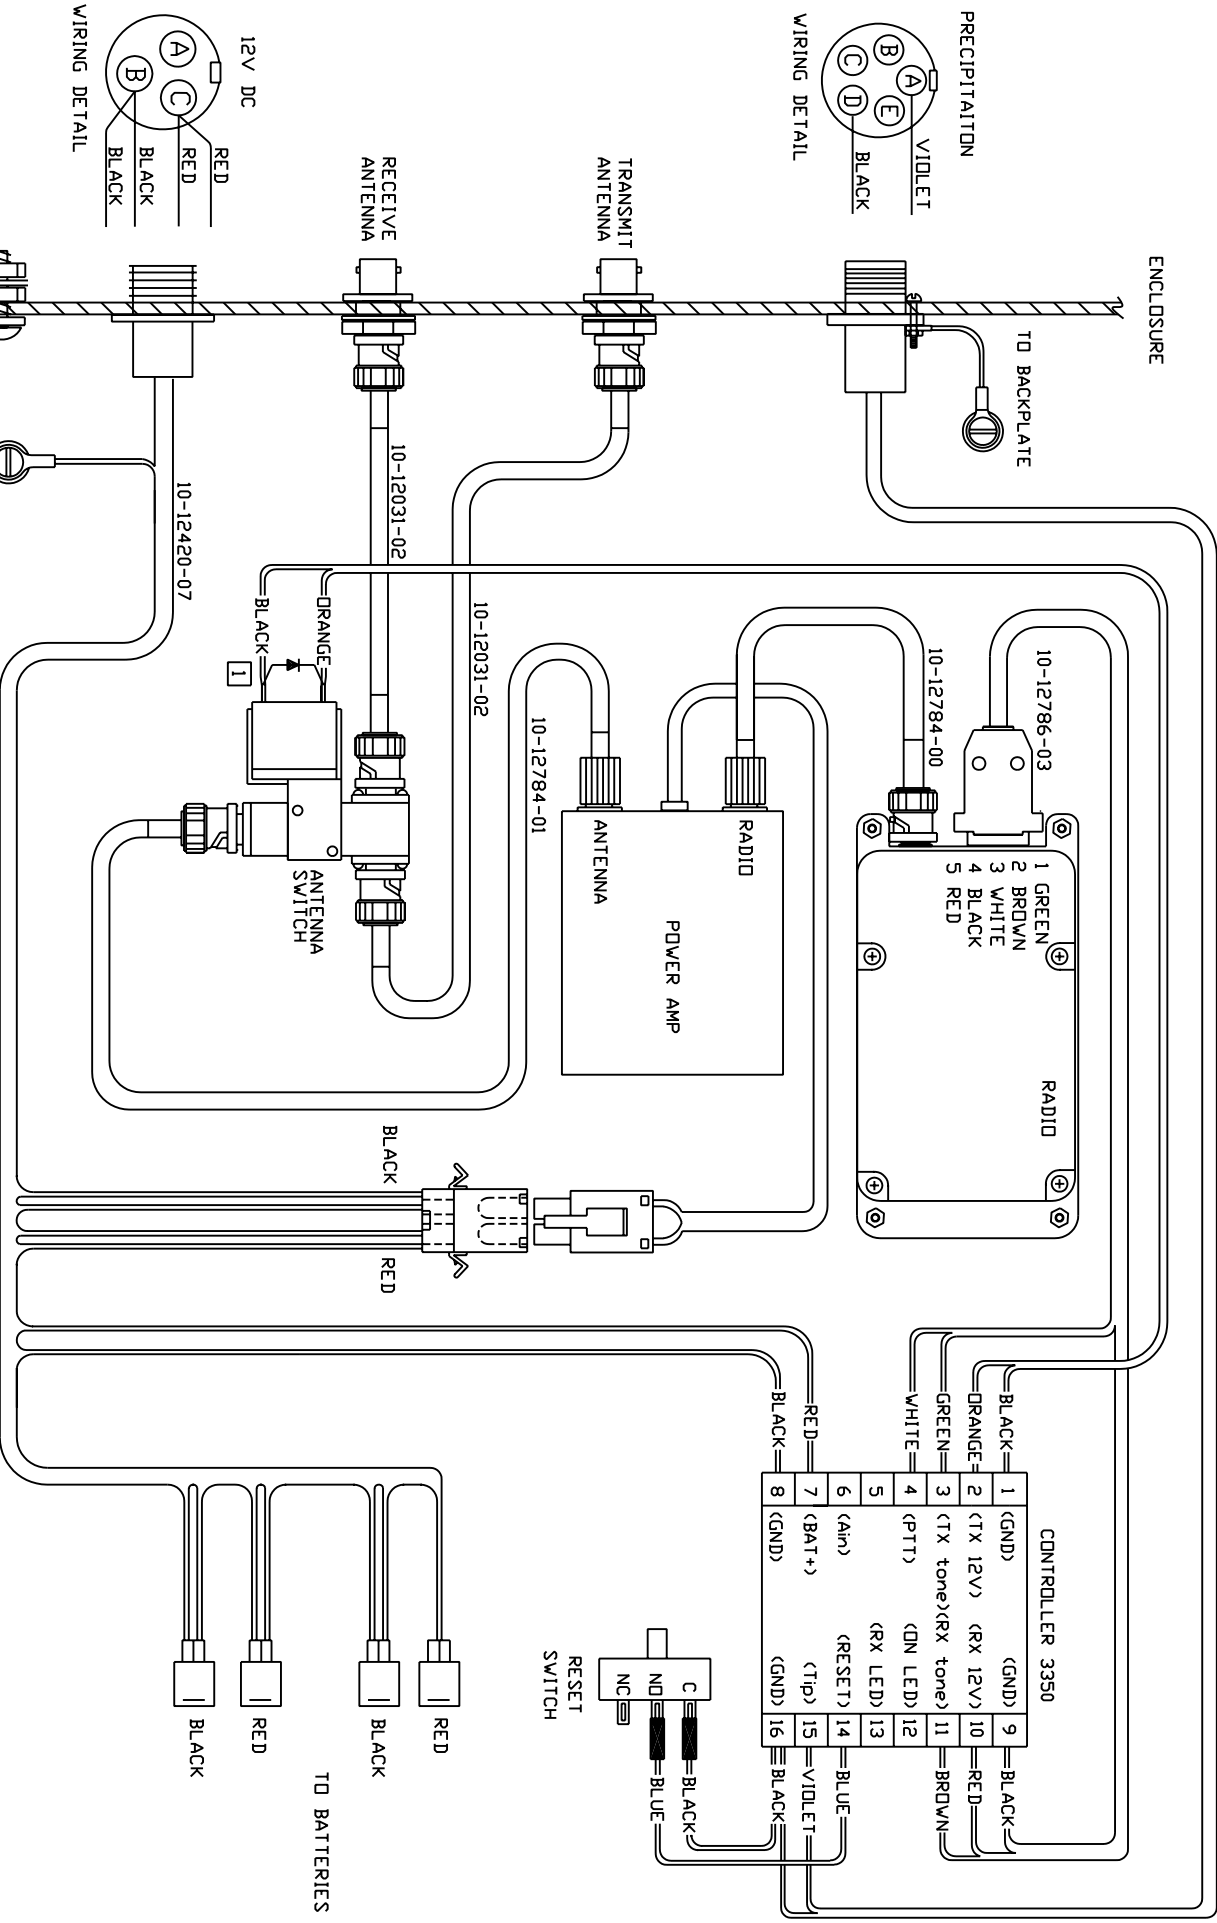 ENCLOSURE
PRECIPITAITON
A
B
C
D
E
VIOLET
BLACK
WIRING DETAIL
TO BACKPLATE
TRANSMIT
ANTENNA
RECEIVE
ANTENNA
12V DC
A
B
C
RED
RED
BLACK
BLACK
WIRING DETAIL
10-12031-02
10-12420-07
10-12031-02
10-12784-01
10-12784-00
10-12786-03
ORANGE
BLACK
1
ANTENNA
SWITCH
RADIO
ANTENNA
POWER AMP
1 GREEN
2 BROWN
3 WHITE
4 BLACK
5 RED
RADIO
BLACK
RED
BLACK
ORANGE
GREEN
WHITE
RED
BLACK
CONTROLLER 3350
1 (GND) (GND) 9
2 (TX 12V) (RX 12V) 10
3 (TX tone)(RX tone) 11
4 (PTT) (ON LED) 12
5 (RX LED) 13
6 (Ain) (RESET) 14
7 (BAT+) (Tip) 15
8 (GND) (GND) 16
BLACK
RED
BROWN
BLUE
VIOLET
BLACK
C
NO
NC
BLACK
BLUE
RESET
SWITCH
RED
BLACK
RED
BLACK
TO BATTERIES